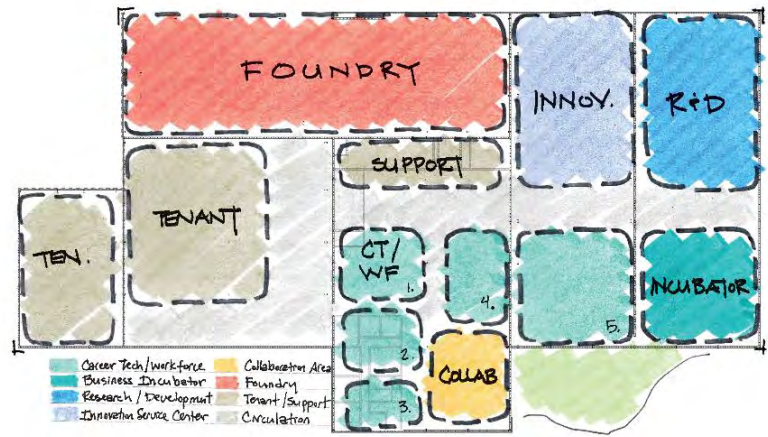 FOUNDRY
INNOV.
R+D
SUPPORT
TENANT
TEN.
CT/
WF
1.
4.
5.
INCUBATOR
2.
COLLAB
3.
Career Tech/Workforce
Business Incubator
Research / Development
Innovation Service Center
Collaboration Area
Foundry
Tenant/Support
Circulation